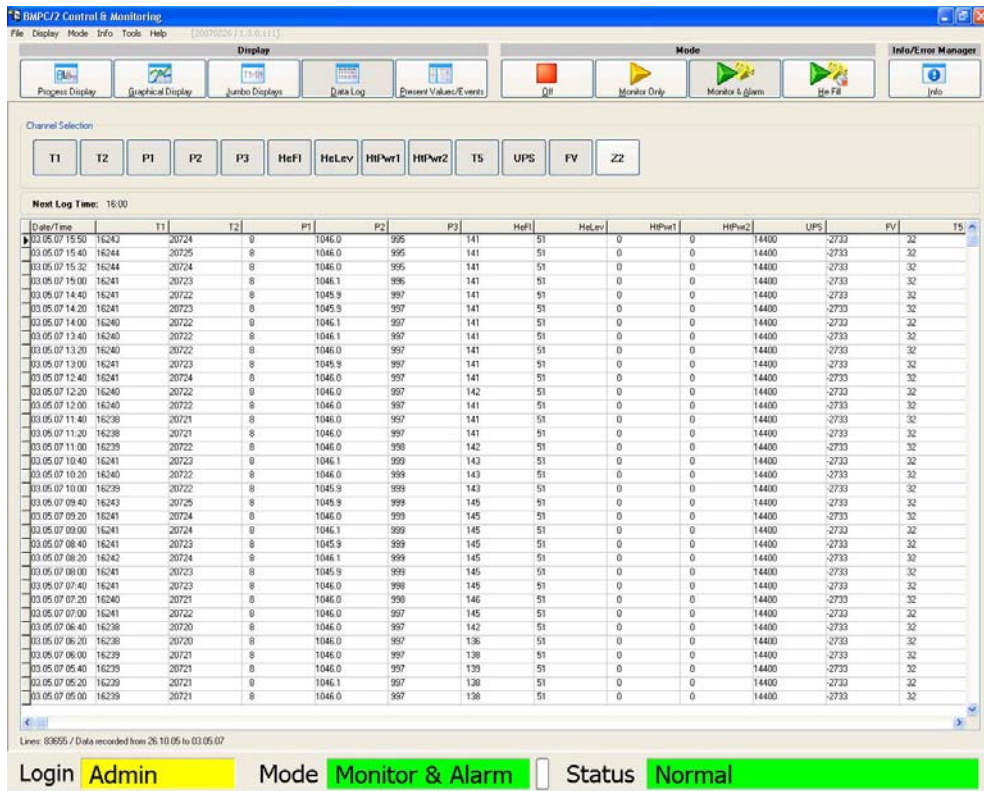 BMPC/2 Control & Monitoring
File Display Mode Info Tools Help [20070226 / 1.3.0.111]
Display Mode Info/Error Manager
Process Display Graphical Display Jumbo Displays Data Log Present Values/Events Off Monitor Only Monitor & Alarm He Fill Info
Channel Selection
T1 T2 P1 P2 P3 HeFl HeLev HtPwr1 HtPwr2 T5 UPS FV Z2
Next Log Time: 16:00
Date/Time T1 T2 P1 P2 P3 HeFl HeLev HtPwr1 HtPwr2 UPS FV T5
03.05.07 15:50 16243 20724 8 1046.0 995 141 51 0 0 14400 -2733 32
03.05.07 15:40 16244 20725 8 1046.0 995 141 51 0 0 14400 -2733 32
03.05.07 15:32 16244 20724 8 1046.0 995 141 51 0 0 14400 -2733 32
03.05.07 15:00 16241 20723 8 1046.1 996 141 51 0 0 14400 -2733 32
03.05.07 14:40 16241 20722 8 1045.9 997 141 51 0 0 14400 -2733 32
03.05.07 14:20 16241 20723 8 1045.9 997 141 51 0 0 14400 -2733 32
03.05.07 14:00 16240 20722 8 1046.1 997 141 51 0 0 14400 -2733 32
03.05.07 13:40 16240 20722 8 1046.1 997 141 51 0 0 14400 -2733 32
03.05.07 13:20 16240 20722 8 1046.0 997 141 51 0 0 14400 -2733 32
03.05.07 13:00 16241 20723 8 1045.9 997 141 51 0 0 14400 -2733 32
03.05.07 12:40 16241 20724 8 1046.0 997 141 51 0 0 14400 -2733 32
03.05.07 12:20 16240 20722 8 1046.0 997 142 51 0 0 14400 -2733 32
03.05.07 12:00 16240 20722 8 1046.0 997 141 51 0 0 14400 -2733 32
03.05.07 11:40 16238 20721 8 1046.0 997 141 51 0 0 14400 -2733 32
03.05.07 11:20 16238 20721 8 1046.0 997 141 51 0 0 14400 -2733 32
03.05.07 11:00 16239 20722 8 1046.0 998 142 51 0 0 14400 -2733 32
03.05.07 10:40 16241 20723 8 1046.1 999 143 51 0 0 14400 -2733 32
03.05.07 10:20 16240 20722 8 1046.0 999 143 51 0 0 14400 -2733 32
03.05.07 10:00 16239 20722 8 1045.9 999 143 51 0 0 14400 -2733 32
03.05.07 09:40 16243 20725 8 1045.9 999 145 51 0 0 14400 -2733 32
03.05.07 09:20 16241 20724 8 1046.0 999 145 51 0 0 14400 -2733 32
03.05.07 09:00 16241 20724 8 1046.1 999 145 51 0 0 14400 -2733 32
03.05.07 08:40 16241 20723 8 1045.9 999 145 51 0 0 14400 -2733 32
03.05.07 08:20 16242 20724 8 1046.1 999 145 51 0 0 14400 -2733 32
03.05.07 08:00 16241 20723 8 1045.9 999 145 51 0 0 14400 -2733 32
03.05.07 07:40 16241 20723 8 1046.0 998 145 51 0 0 14400 -2733 32
03.05.07 07:20 16240 20721 8 1046.0 998 146 51 0 0 14400 -2733 32
03.05.07 07:00 16241 20722 8 1046.0 997 145 51 0 0 14400 -2733 32
03.05.07 06:40 16238 20720 8 1046.0 997 142 51 0 0 14400 -2733 32
03.05.07 06:20 16238 20720 8 1046.0 997 136 51 0 0 14400 -2733 32
03.05.07 06:00 16239 20721 8 1046.0 997 138 51 0 0 14400 -2733 32
03.05.07 05:40 16239 20721 8 1046.0 997 139 51 0 0 14400 -2733 32
03.05.07 05:20 16239 20721 8 1046.1 997 138 51 0 0 14400 -2733 32
03.05.07 05:00 16239 20721 8 1046.0 997 138 51 0 0 14400 -2733 32
Lines: 83655 / Data recorded from 26.10.05 to 03.05.07
Login Admin Mode Monitor & Alarm Status Normal